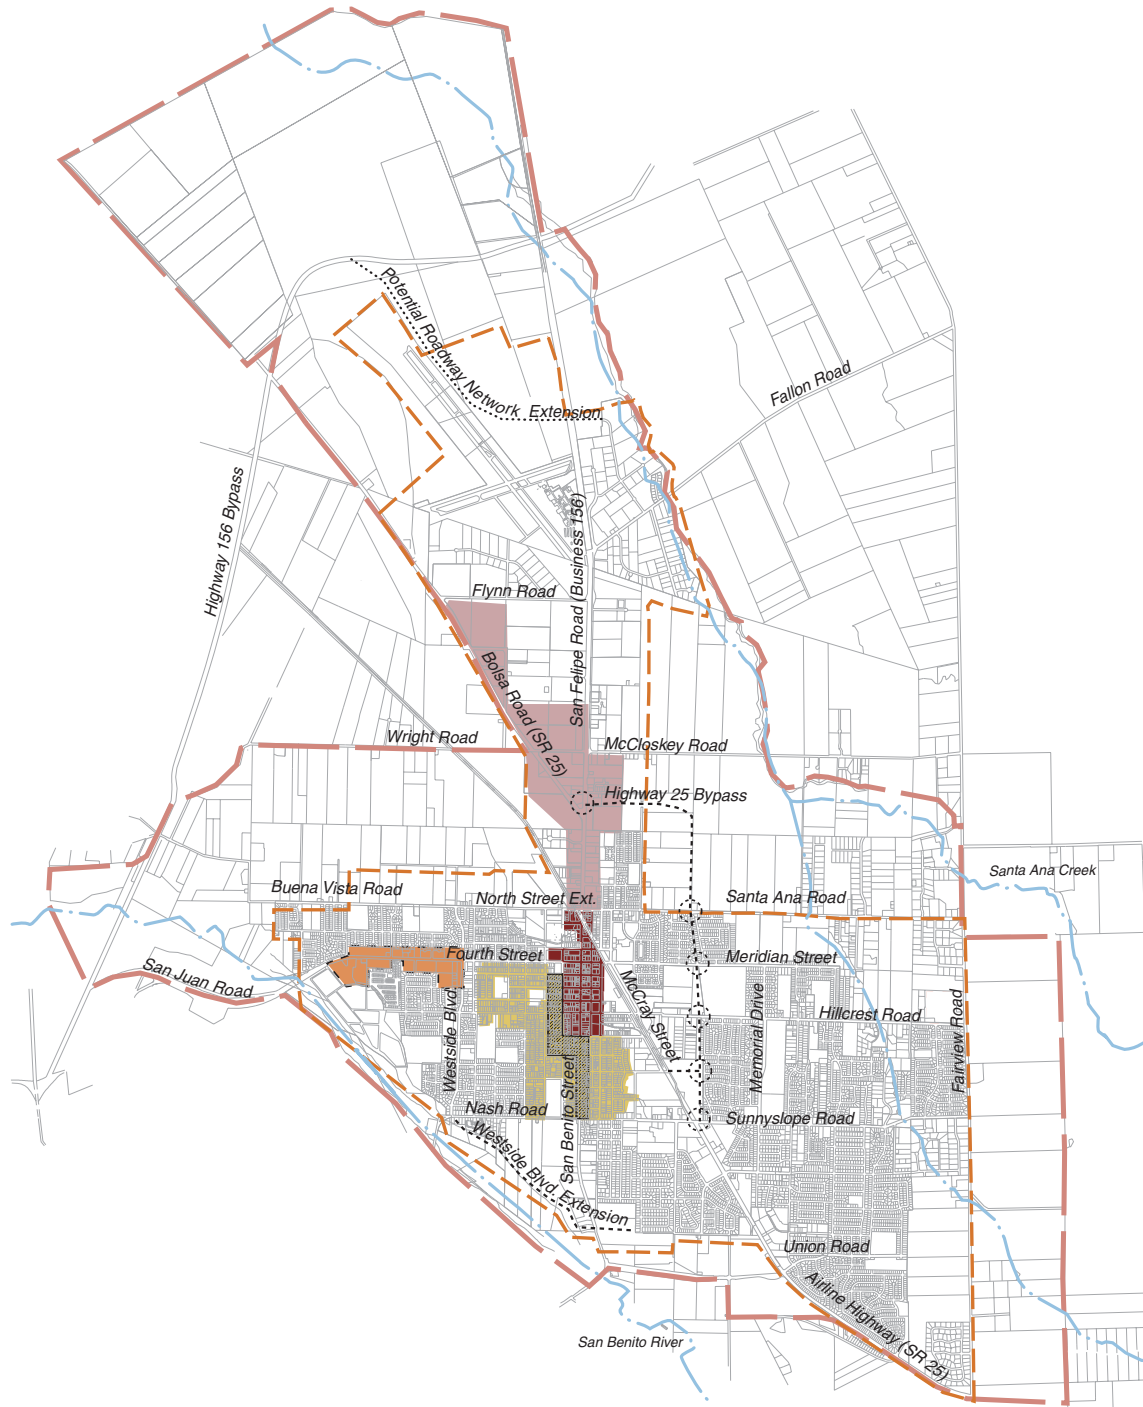 Potential Roadway Network Extension
Fallon Road
Highway 156 Bypass
San Felipe Road (Business 156)
Flynn Road
Bolsa Road (SR 25)
Wright Road
McCloskey Road
Highway 25 Bypass
Santa Ana Creek
Buena Vista Road
North Street Ext.
Santa Ana Road
Fourth Street
Meridian Street
San Juan Road
McCray Street
Hillcrest Road
Westside Blvd
Memorial Drive
Fairview Road
San Benito Street
Nash Road
Sunnyslope Road
Westside Blvd. Extension
Union Road
Airline Highway (SR 25)
San Benito River